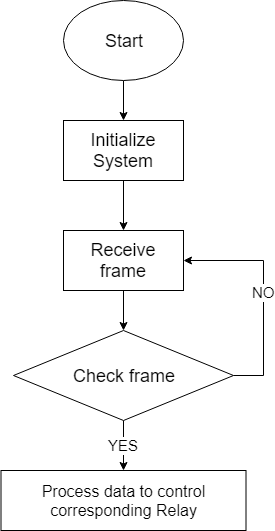 Start
Initialize
System
Receive
frame
NO
Check frame
YES
Process data to control
corresponding Relay